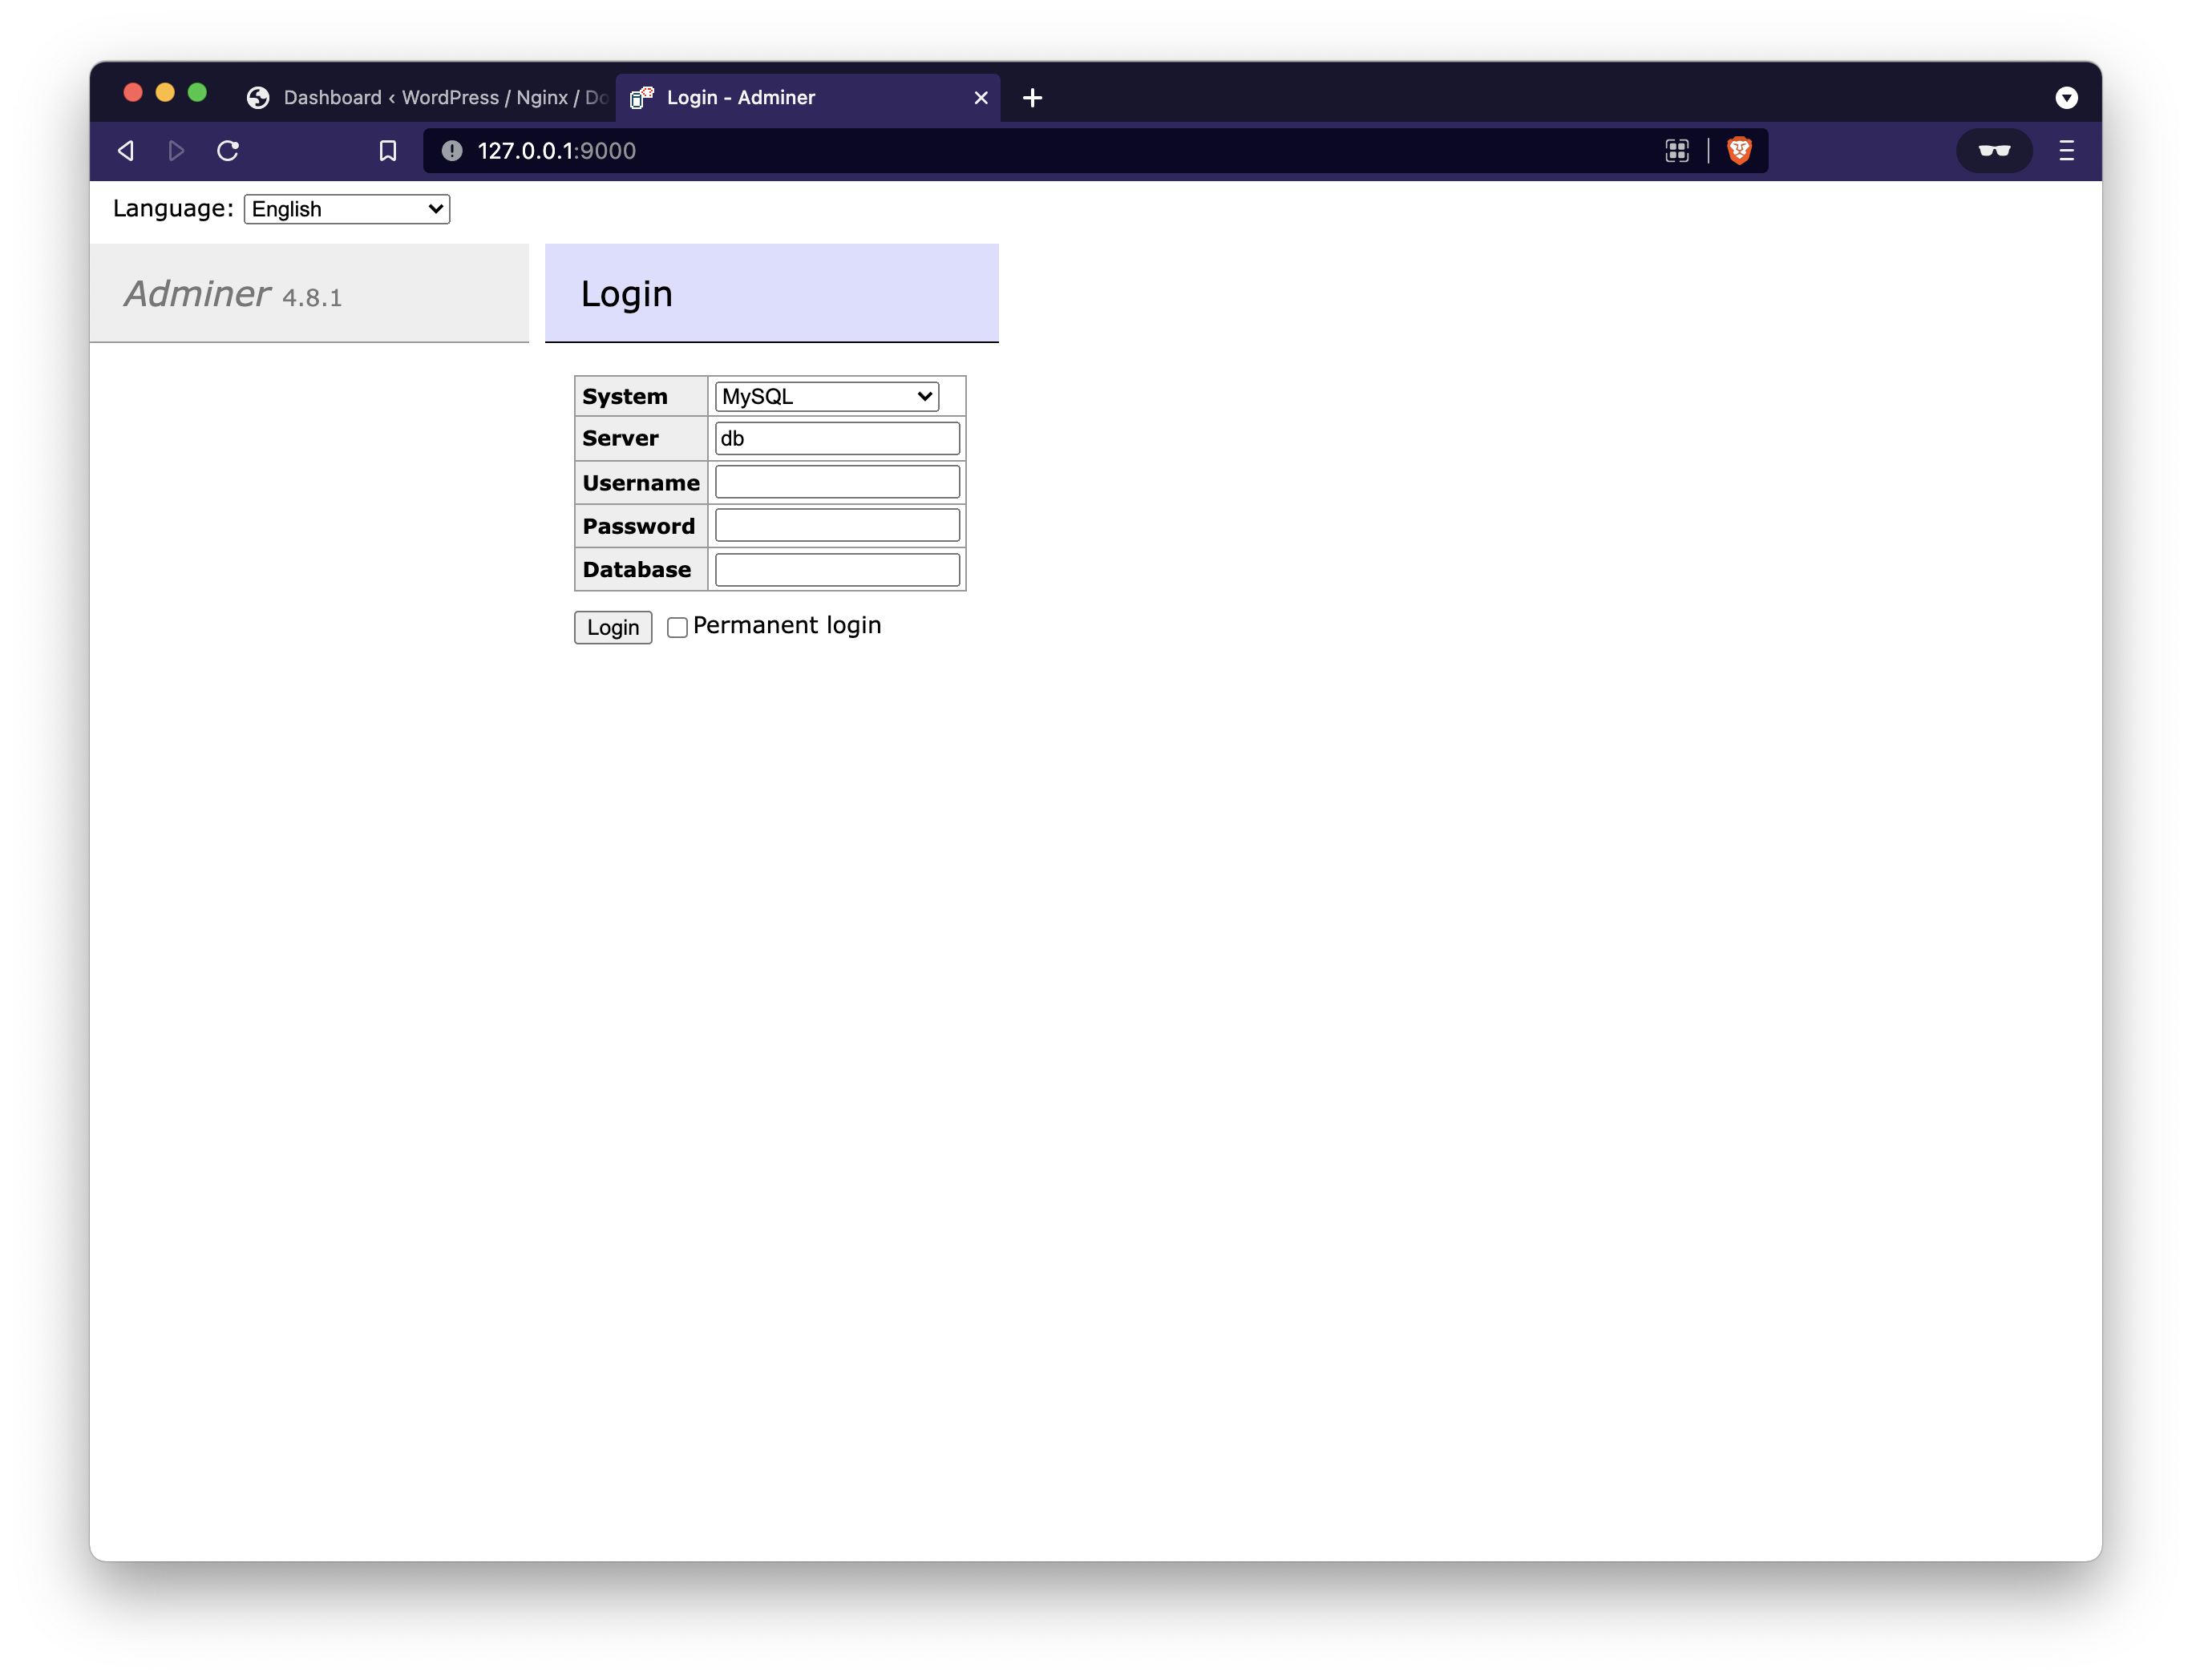 Dashboard ‹ WordPress / Nginx / Do
Login - Adminer
127.0.0.1:9000
Language: English
Adminer 4.8.1
Login
System MySQL
Server db
Username
Password
Database
Login Permanent login